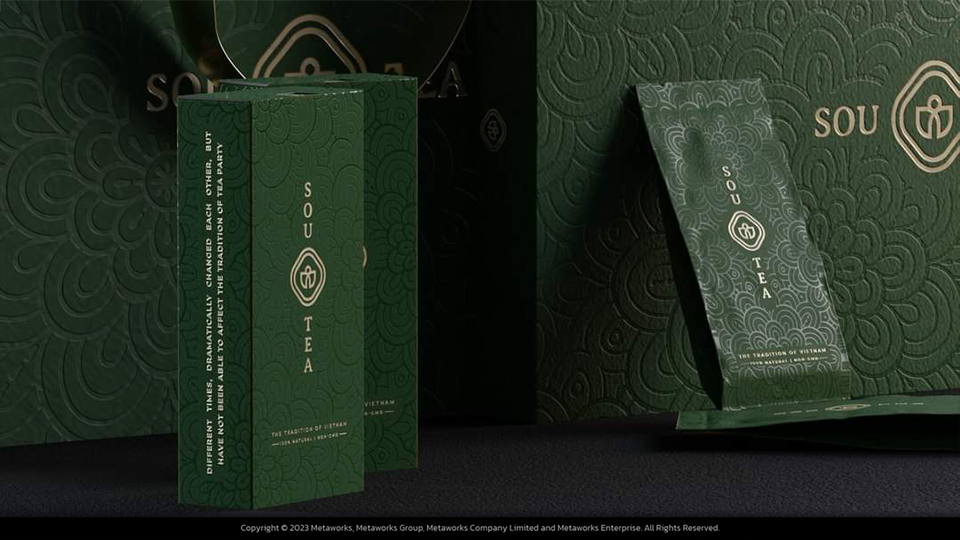 SOU TEA
SOU
DIFFERENT TIMES, DRAMATICALLY CHANGED EACH OTHER, BUT
HAVE NOT BEEN ABLE TO AFFECT THE TRADITION OF TEA PARTY
SOU TEA
THE TRADITION OF VIETNAM
100% NATURAL | NON-GMO
VIETNAM
N-GMO
SOU TEA
THE TRADITION OF VIETNAM
100% NATURAL | NON-GMO
Copyright © 2023 Metaworks, Metaworks Group, Metaworks Company Limited and Metaworks Enterprise. All Rights Reserved.